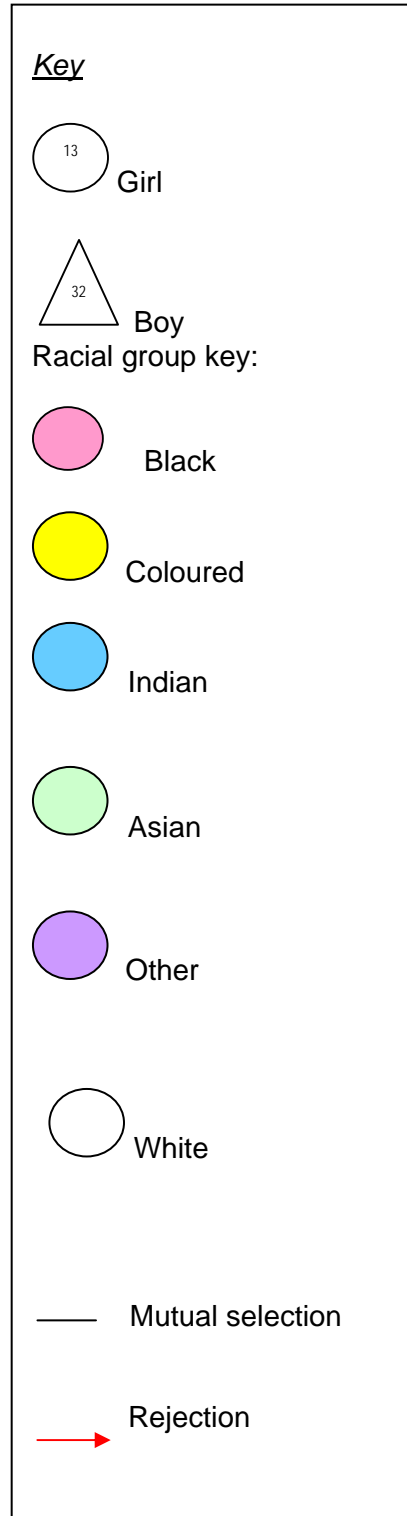 Key
13
Girl
32
Boy
Racial group key:
Black
Coloured
Indian
Asian
Other
White
Mutual selection
Rejection